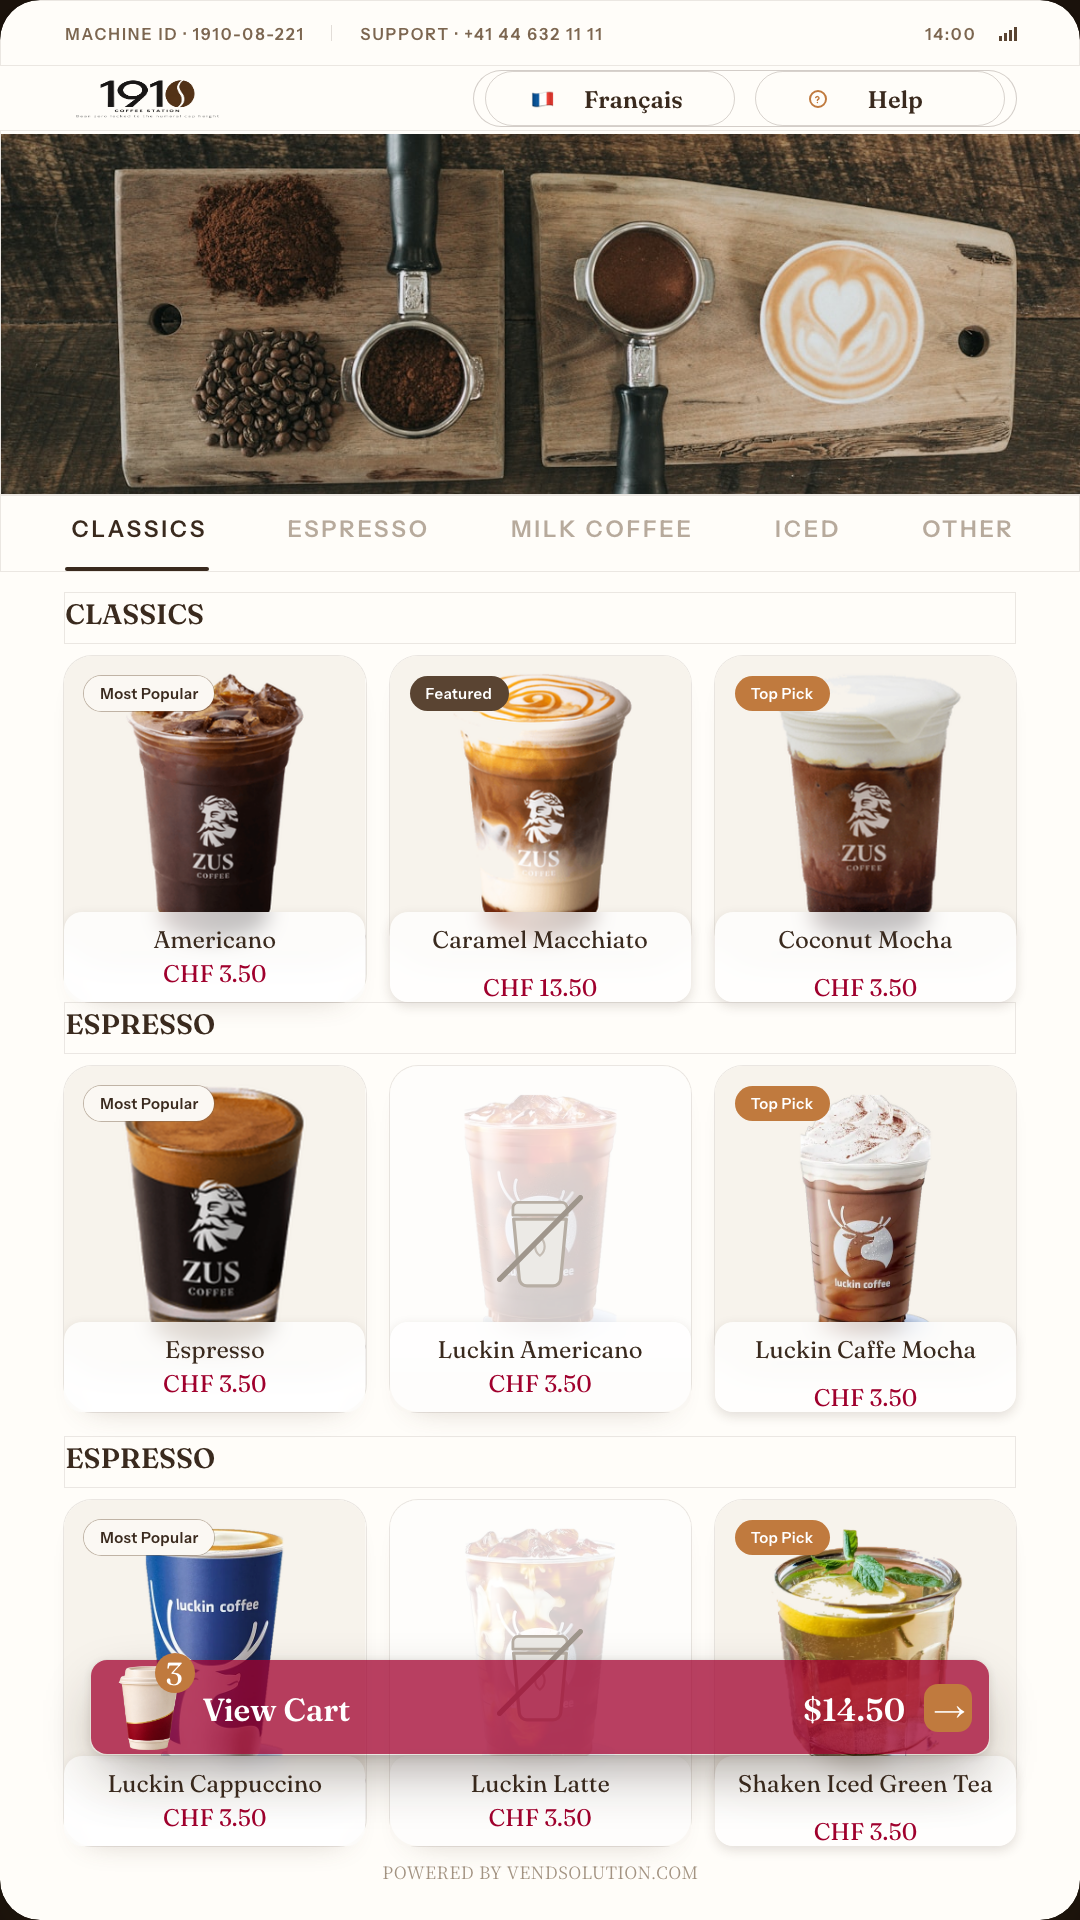 MACHINE ID · 1910-08-221
SUPPORT · +41 44 632 11 11
14:00
1910
COFFEE STATION
Français
? Help
CLASSICS
ESPRESSO
MILK COFFEE
ICED
OTHER
CLASSICS
Most Popular
Featured
Top Pick
ZUS
COFFEE
ZUS
COFFEE
ZUS
COFFEE
Americano
CHF 3.50
Caramel Macchiato
CHF 13.50
Coconut Mocha
CHF 3.50
ESPRESSO
Most Popular
Top Pick
ZUS
COFFEE
luckin coffee
Espresso
CHF 3.50
Luckin Americano
CHF 3.50
Luckin Caffe Mocha
CHF 3.50
ESPRESSO
Most Popular
Top Pick
luckin coffee
3
View Cart
$14.50 →
Luckin Cappuccino
CHF 3.50
Luckin Latte
CHF 3.50
Shaken Iced Green Tea
CHF 3.50
POWERED BY VENDSOLUTION.COM